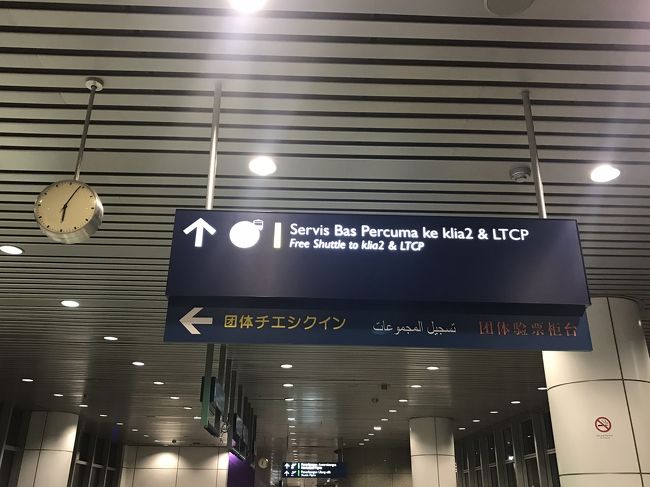 Servis Bas Percuma ke klia2 & LTCP
Free Shuttle to klia2 & LTCP
団体チエシクイン تسجيل المجموعات 团体验票柜台